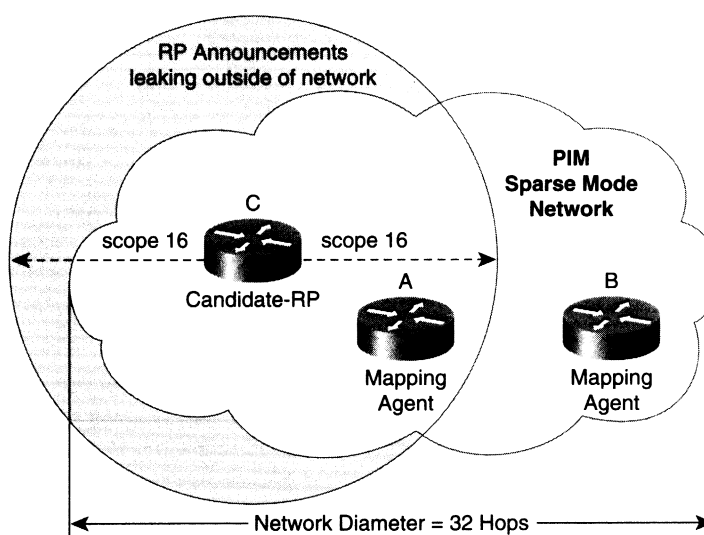 RP Announcements
leaking outside of network
PIM
Sparse Mode
Network
C
scope 16
scope 16
Candidate-RP
A
B
Mapping
Agent
Mapping
Agent
Network Diameter = 32 Hops